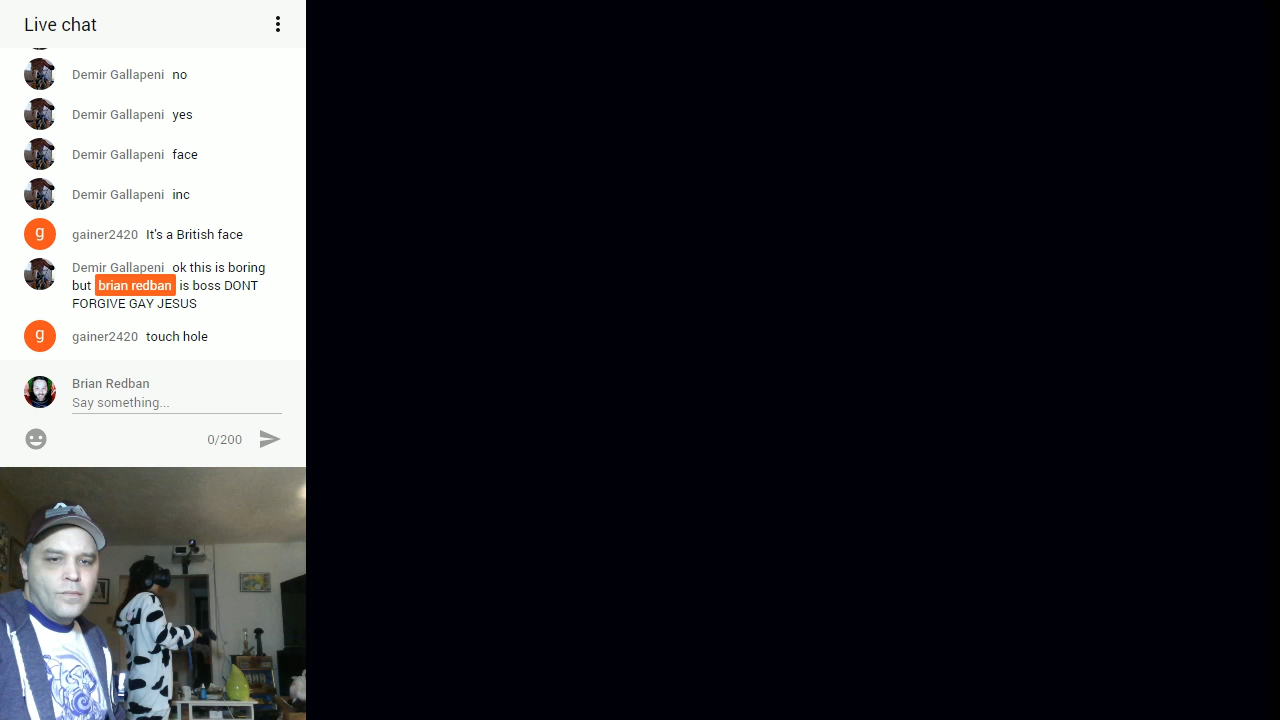 Live chat
Demir Gallapeni no
Demir Gallapeni yes
Demir Gallapeni face
Demir Gallapeni inc
g
gainer2420 It's a British face
Demir Gallapeni ok this is boring
but brian redban is boss DONT
FORGIVE GAY JESUS
g
gainer2420 touch hole
Brian Redban
Say something...
0/200